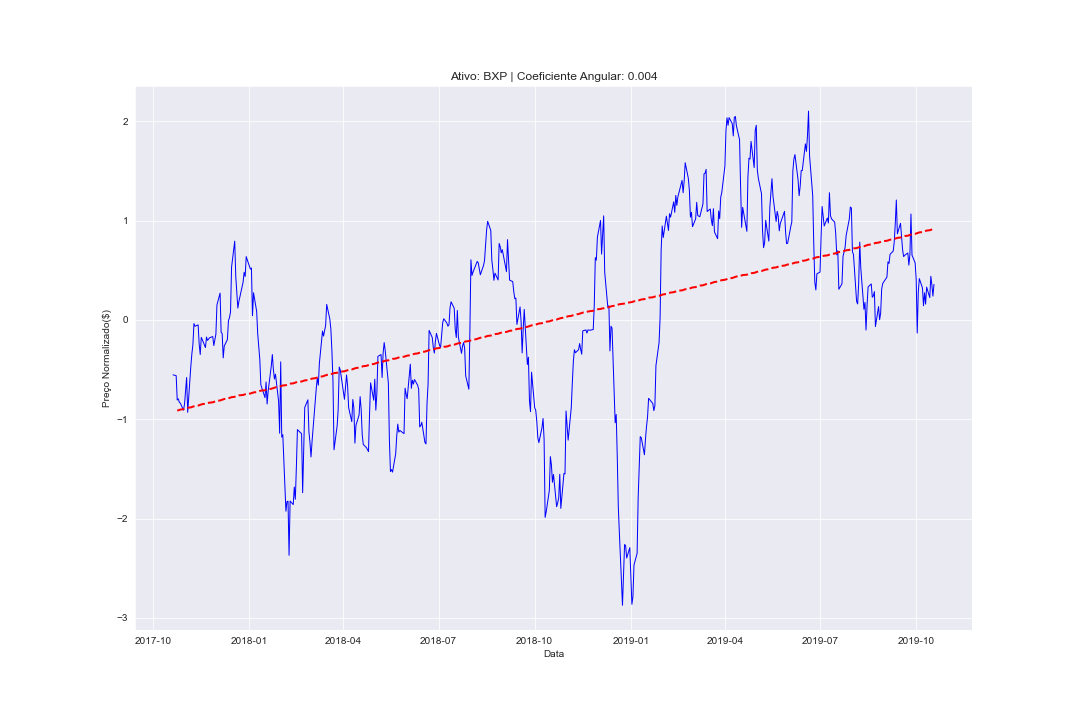 Ativo: BXP | Coeficiente Angular: 0.004
Preço Normalizado($)
2
1
0
−1
−2
−3
2017-10 2018-01 2018-04 2018-07 2018-10 2019-01 2019-04 2019-07 2019-10
Data